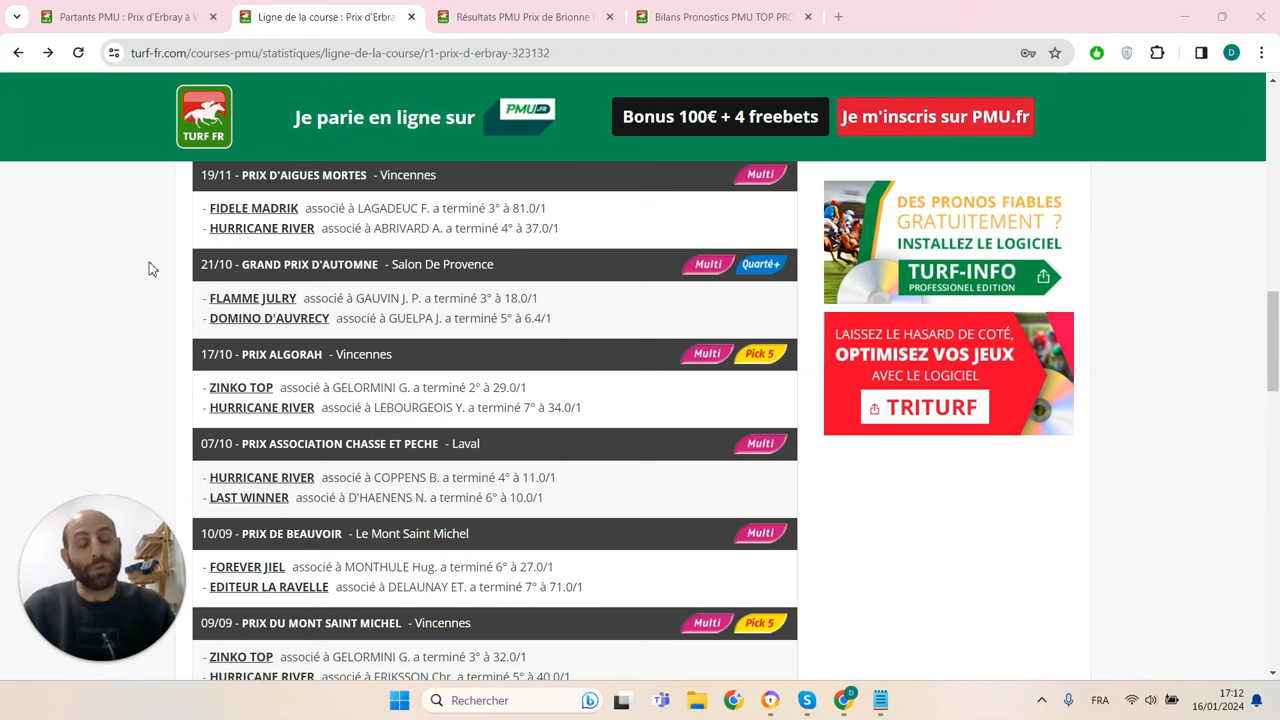 Partants PMU : Prix d'Erbray à V
Ligne de la course : Prix d'Erbra
Résultats PMU Prix de Brionne l
Bilans Pronostics PMU TOP PRO
turf-fr.com/courses-pmu/statistiques/ligne-de-la-course/r1-prix-d-erbray-323132
D
TURF FR
Je parie en ligne sur
PMU.FR
Bonus 100€ + 4 freebets
Je m'inscris sur PMU.fr
19/11 - PRIX D'AIGUES MORTES - Vincennes
Multi
- FIDELE MADRIK associé à LAGADEUC F. a terminé 3° à 81.0/1
- HURRICANE RIVER associé à ABRIVARD A. a terminé 4° à 37.0/1
21/10 - GRAND PRIX D'AUTOMNE - Salon De Provence
Multi Quarté+
- FLAMME JULRY associé à GAUVIN J. P. a terminé 3° à 18.0/1
- DOMINO D'AUVRECY associé à GUELPA J. a terminé 5° à 6.4/1
17/10 - PRIX ALGORAH - Vincennes
Multi Pick 5
- ZINKO TOP associé à GELORMINI G. a terminé 2° à 29.0/1
- HURRICANE RIVER associé à LEBOURGEOIS Y. a terminé 7° à 34.0/1
07/10 - PRIX ASSOCIATION CHASSE ET PECHE - Laval
Multi
- HURRICANE RIVER associé à COPPENS B. a terminé 4° à 11.0/1
- LAST WINNER associé à D'HAENENS N. a terminé 6° à 10.0/1
10/09 - PRIX DE BEAUVOIR - Le Mont Saint Michel
Multi
- FOREVER JIEL associé à MONTHULE Hug. a terminé 6° à 27.0/1
- EDITEUR LA RAVELLE associé à DELAUNAY ET. a terminé 7° à 71.0/1
09/09 - PRIX DU MONT SAINT MICHEL - Vincennes
Multi Pick 5
- ZINKO TOP associé à GELORMINI G. a terminé 3° à 32.0/1
- HURRICANE RIVER associé à ERIKSSON Chr. a terminé 5° à 40.0/1
DES PRONOS FIABLES
GRATUITEMENT ?
INSTALLEZ LE LOGICIEL
TURF-INFO
PROFESSIONEL EDITION
LAISSEZ LE HASARD DE COTÉ,
OPTIMISEZ VOS JEUX
AVEC LE LOGICIEL
TRITURF
Rechercher
D
FRA
17:12
16/01/2024